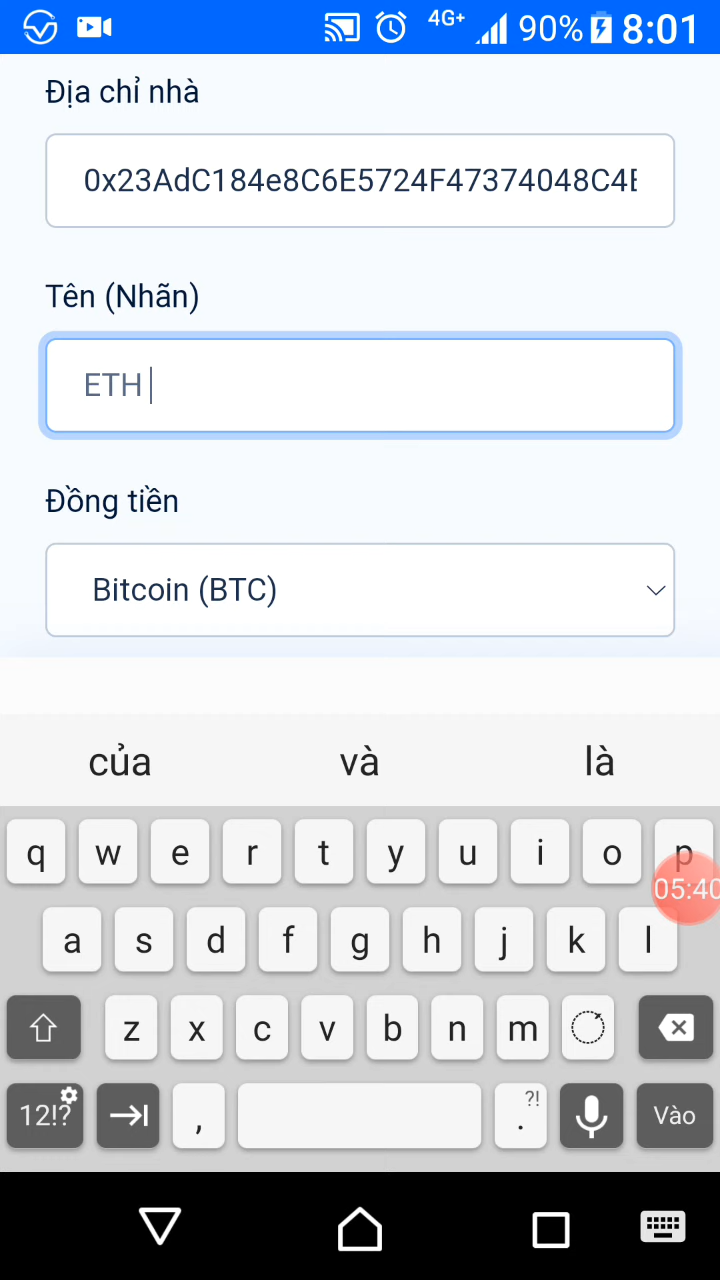 4G+ 90% 8:01
Địa chỉ nhà
0x23AdC184e8C6E5724F47374048C4E
Tên (Nhãn)
ETH
Đồng tiền
Bitcoin (BTC)
của và là
q w e r t y u i o p
05:40
a s d f g h j k l
z x c v b n m
12!? , . ?! Vào